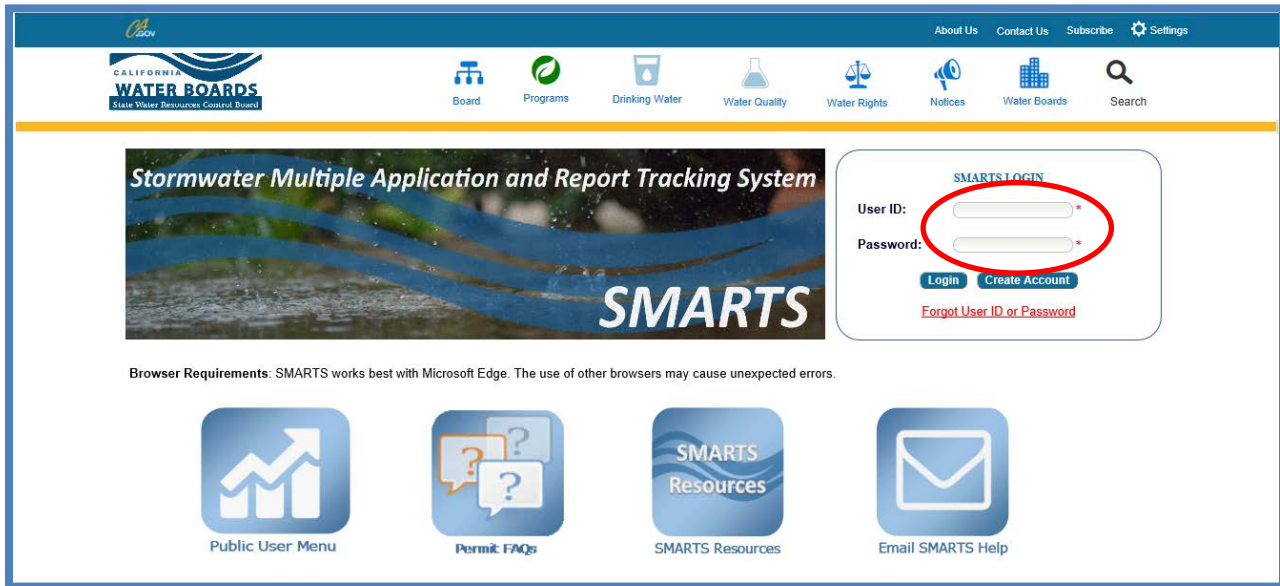 CA.GOV
About Us Contact Us Subscribe Settings
CALIFORNIA
WATER BOARDS
State Water Resources Control Board
Board Programs Drinking Water Water Quality Water Rights Notices Water Boards Search
Stormwater Multiple Application and Report Tracking System
SMARTS
SMARTS LOGIN
User ID: *
Password: *
Login Create Account
Forgot User ID or Password
Browser Requirements: SMARTS works best with Microsoft Edge. The use of other browsers may cause unexpected errors.
? ? ?
SMARTS
Resources
Public User Menu Permit FAQs SMARTS Resources Email SMARTS Help